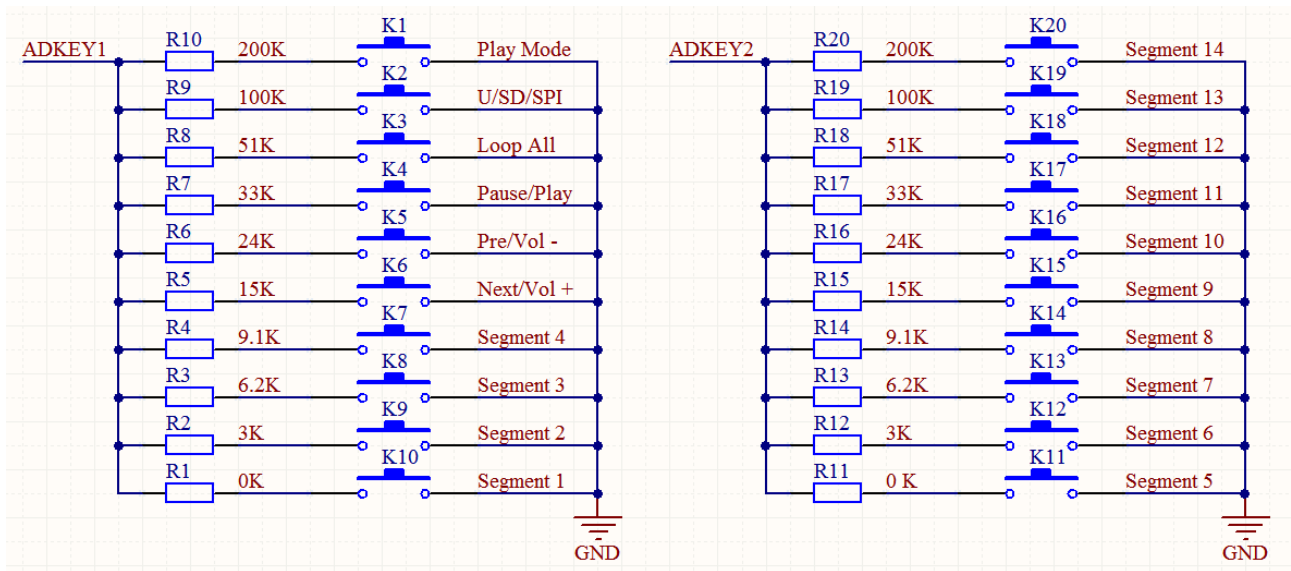 K1 K20
ADKEY1 R10 200K Play Mode ADKEY2 R20 200K Segment 14
K2 K19
R9 100K U/SD/SPI R19 100K Segment 13
K3 K18
R8 51K Loop All R18 51K Segment 12
K4 K17
R7 33K Pause/Play R17 33K Segment 11
K5 K16
R6 24K Pre/Vol - R16 24K Segment 10
K6 K15
R5 15K Next/Vol + R15 15K Segment 9
K7 K14
R4 9.1K Segment 4 R14 9.1K Segment 8
K8 K13
R3 6.2K Segment 3 R13 6.2K Segment 7
K9 K12
R2 3K Segment 2 R12 3K Segment 6
K10 K11
R1 0K Segment 1 R11 0 K Segment 5
GND GND